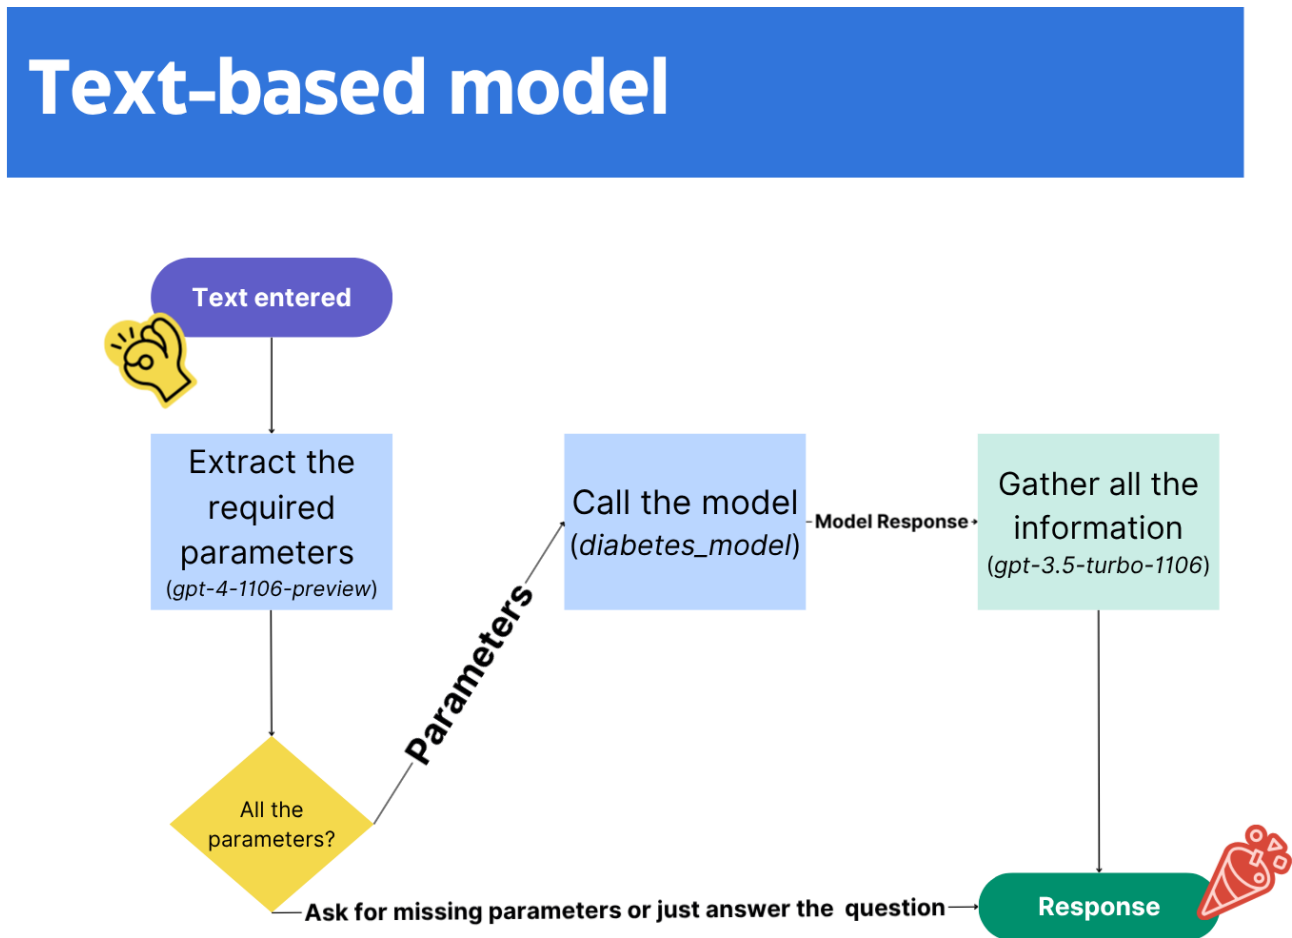 Text-based model
Text entered
Extract the
required
parameters
(gpt-4-1106-preview)
All the
parameters?
Parameters
Call the model
(diabetes_model)
Model Response
Gather all the
information
(gpt-3.5-turbo-1106)
Ask for missing parameters or just answer the question
Response